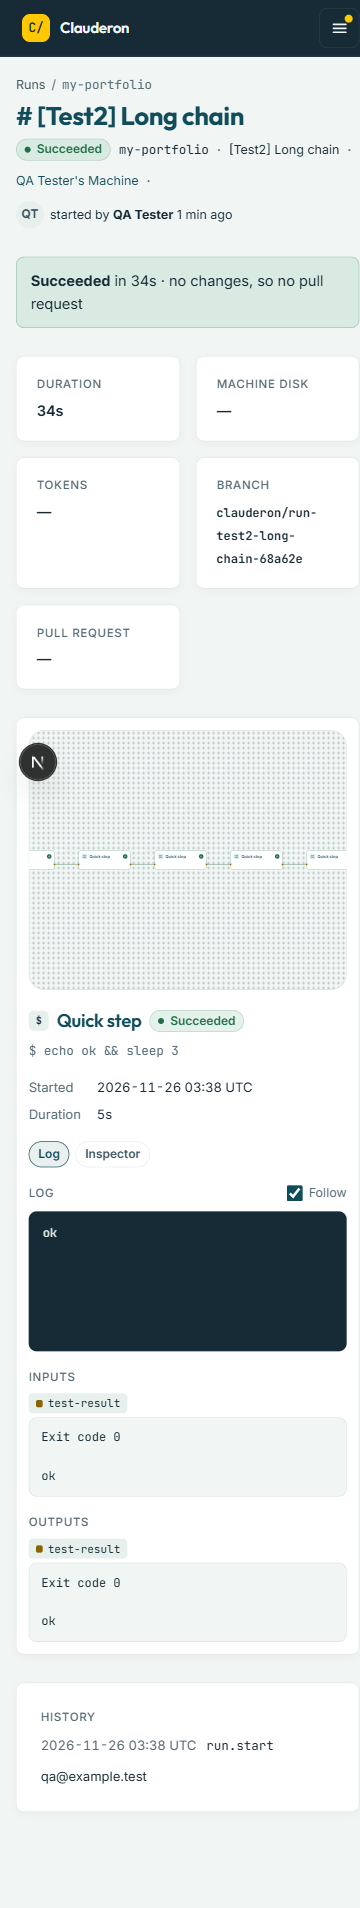 C/ Clauderon
Runs / my-portfolio
# [Test2] Long chain
Succeeded my-portfolio · [Test2] Long chain ·
QA Tester's Machine ·
QT started by QA Tester 1 min ago
Succeeded in 34s · no changes, so no pull
request
DURATION
34s
MACHINE DISK
—
TOKENS
—
BRANCH
clauderon/run-
test2-long-
chain-68a62e
PULL REQUEST
—
N
Quick step Quick step Quick step Quick step
$ Quick step Succeeded
$ echo ok && sleep 3
Started 2026-11-26 03:38 UTC
Duration 5s
Log Inspector
LOG Follow
ok
INPUTS
test-result
Exit code 0
ok
OUTPUTS
test-result
Exit code 0
ok
HISTORY
2026-11-26 03:38 UTC run.start
qa@example.test